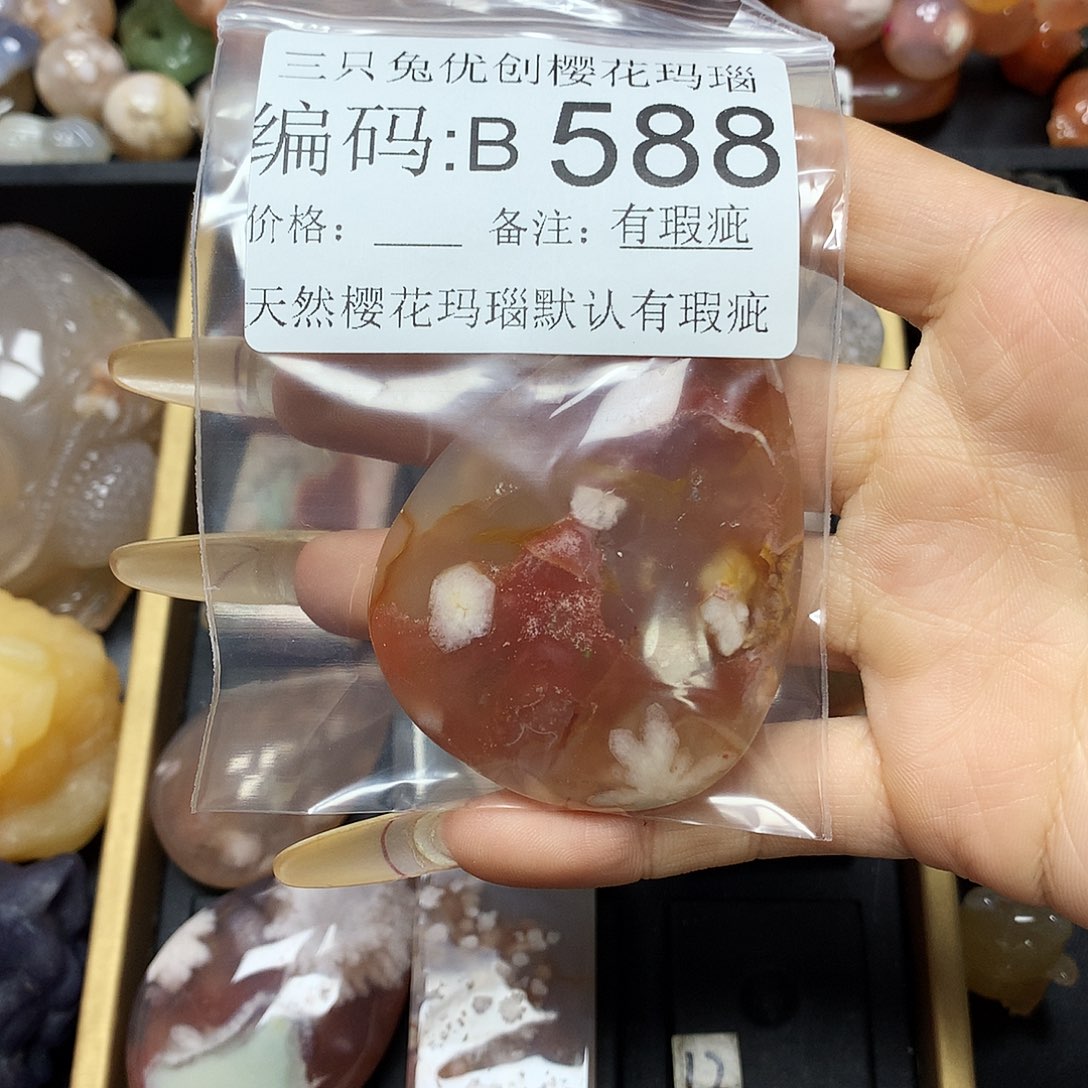 三只兔优创樱花玛瑙
编码:B 588
价格：____ 备注：有瑕疵
天然樱花玛瑙默认有瑕疵